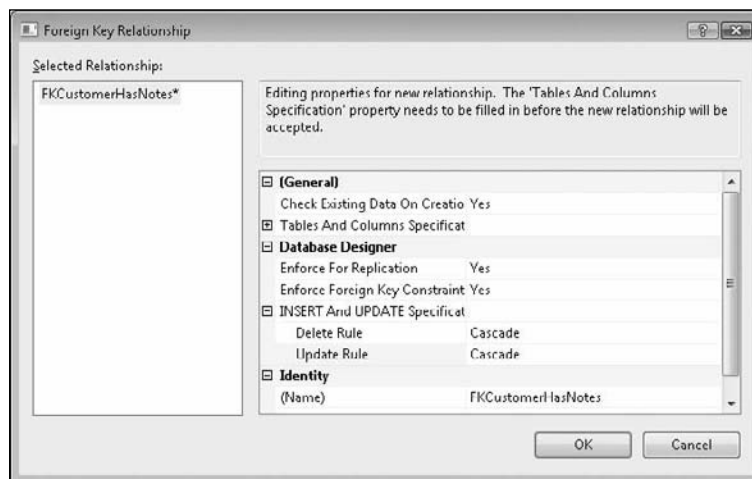 Foreign Key Relationship
Selected Relationship:
FKCustomerHasNotes*
Editing properties for new relationship. The 'Tables And Columns
Specification' property needs to be filled in before the new relationship will be
accepted.
(General)
Check Existing Data On Creatio Yes
Tables And Columns Specificat
Database Designer
Enforce For Replication Yes
Enforce Foreign Key Constraint Yes
INSERT And UPDATE Specificat
Delete Rule Cascade
Update Rule Cascade
Identity
(Name) FKCustomerHasNotes
OK Cancel